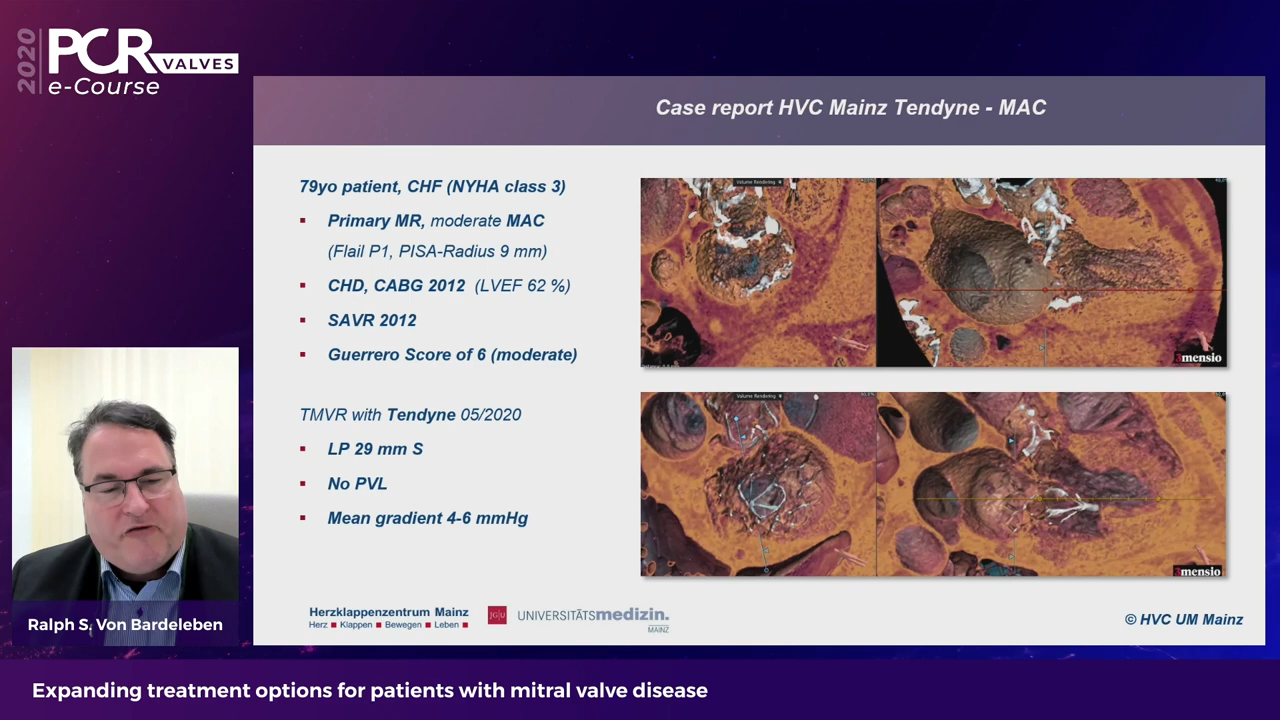 2020
PCR
VALVES
e-Course
Case report HVC Mainz Tendyne - MAC
79yo patient, CHF (NYHA class 3)
Primary MR, moderate MAC
(Flail P1, PISA-Radius 9 mm)
CHD, CABG 2012 (LVEF 62 %)
SAVR 2012
Guerrero Score of 6 (moderate)
TMVR with Tendyne 05/2020
LP 29 mm S
No PVL
Mean gradient 4-6 mmHg
Volume Rendering
3mensio
Volume Rendering
3mensio
Herzklappenzentrum Mainz
Herz ■ Klappen ■ Bewegen ■ Leben ■
JG|U
UNIVERSITÄTSmedizin.
MAINZ
© HVC UM Mainz
Ralph S. Von Bardeleben
Expanding treatment options for patients with mitral valve disease